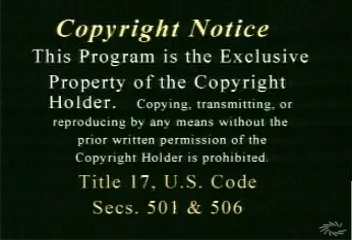 Copyright Notice
This Program is the Exclusive
Property of the Copyright
Holder. Copying, transmitting, or
reproducing by any means without the
prior written permission of the
Copyright Holder is prohibited.
Title 17, U.S. Code
Secs. 501 & 506